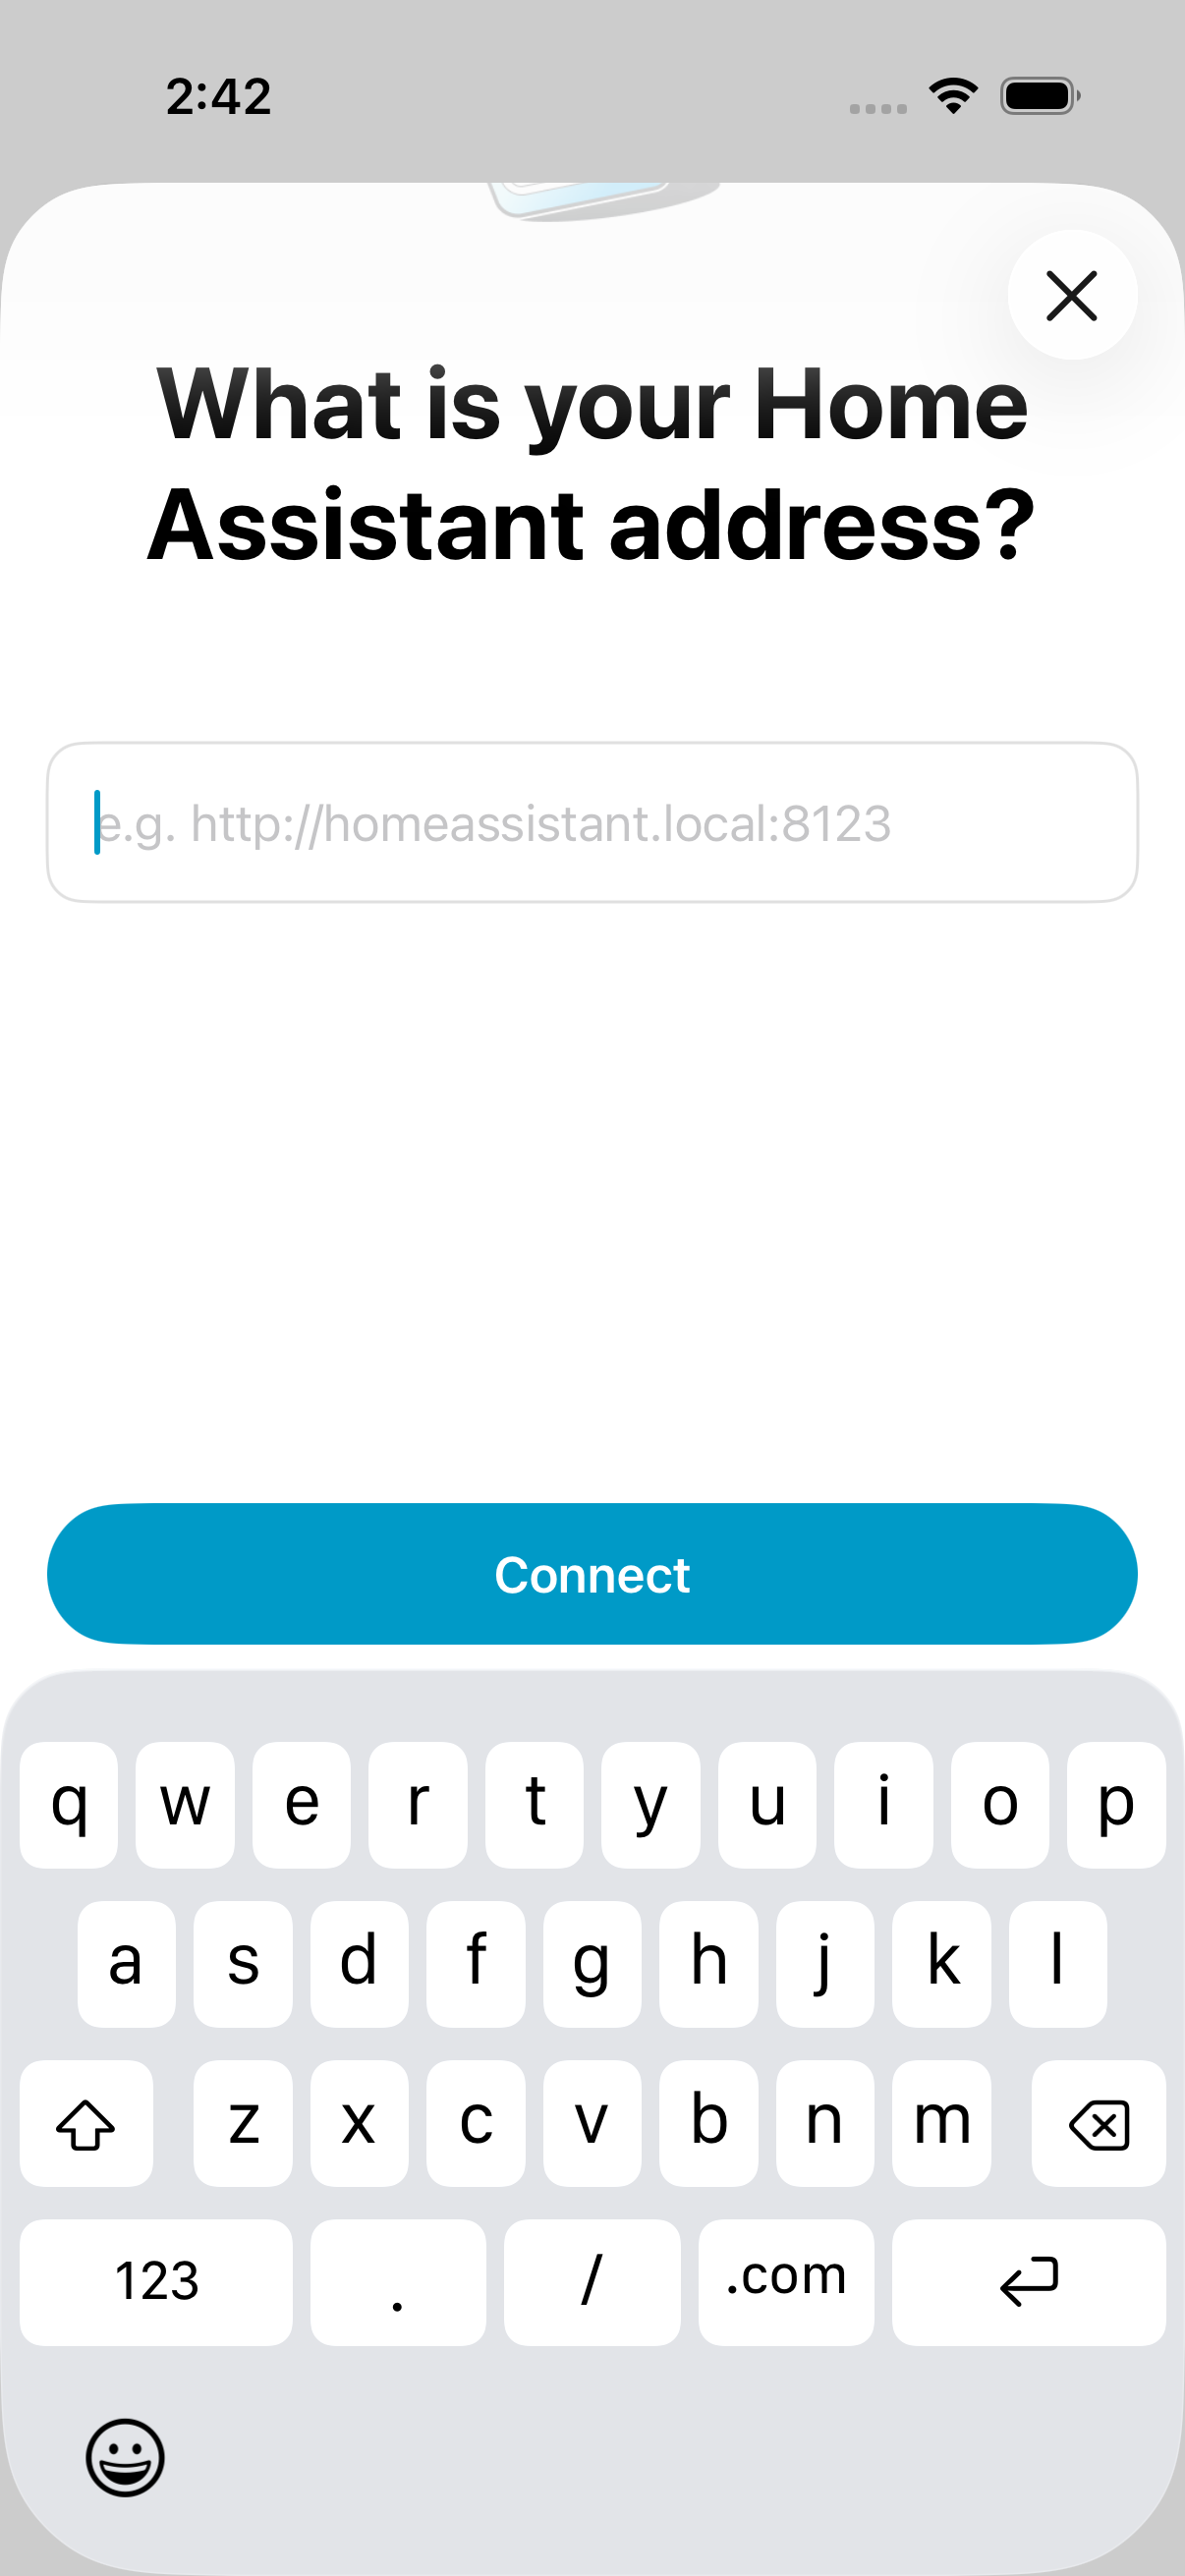 2:42
What is your Home
Assistant address?
e.g. http://homeassistant.local:8123
Connect
q w e r t y u i o p
a s d f g h j k l
z x c v b n m
123 . / .com